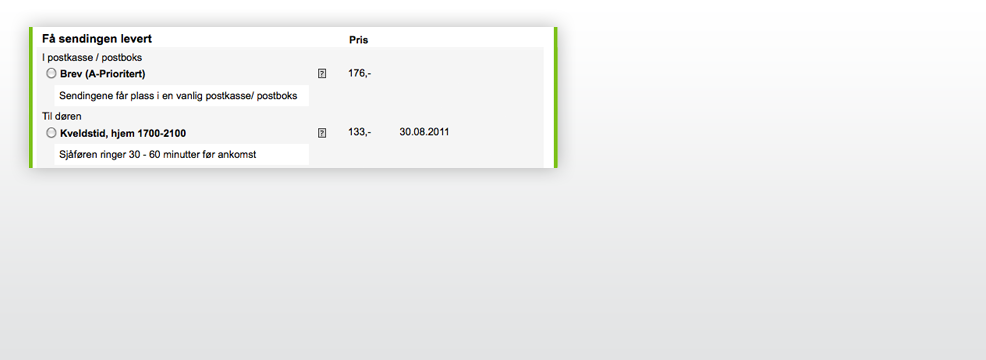 Få sendingen levert Pris
I postkasse / postboks
Brev (A-Prioritert) ? 176,-
Sendingene får plass i en vanlig postkasse/ postboks
Til døren
Kveldstid, hjem 1700-2100 ? 133,- 30.08.2011
Sjåføren ringer 30 - 60 minutter før ankomst